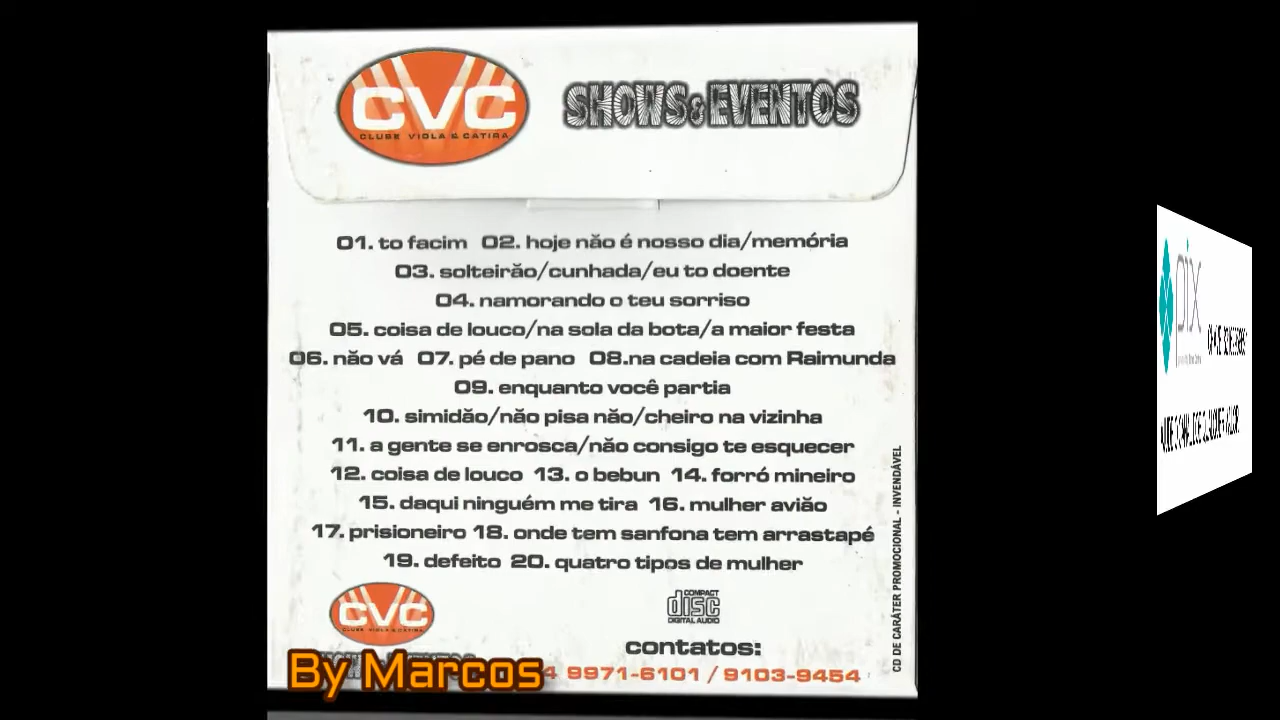 CVC
CLUBE VIOLA & CATIRA
SHOWS & EVENTOS
01. to facim 02. hoje não é nosso dia/memória
03. solteirão/cunhada/eu to doente
04. namorando o teu sorriso
05. coisa de louco/na sola da bota/a maior festa
06. não vá 07. pé de pano 08.na cadeia com Raimunda
09. enquanto você partia
10. simidão/não pisa não/cheiro na vizinha
11. a gente se enrosca/não consigo te esquecer
12. coisa de louco 13. o bebun 14. forró mineiro
15. daqui ninguém me tira 16. mulher avião
17. prisioneiro 18. onde tem sanfona tem arrastapé
19. defeito 20. quatro tipos de mulher
CD DE CARÁTER PROMOCIONAL - INVENDÁVEL
CVC
CLUBE VIOLA & CATIRA
COMPACT
disc
DIGITAL AUDIO
contatos:
4 9971-6101 / 9103-9454
By Marcos
pix